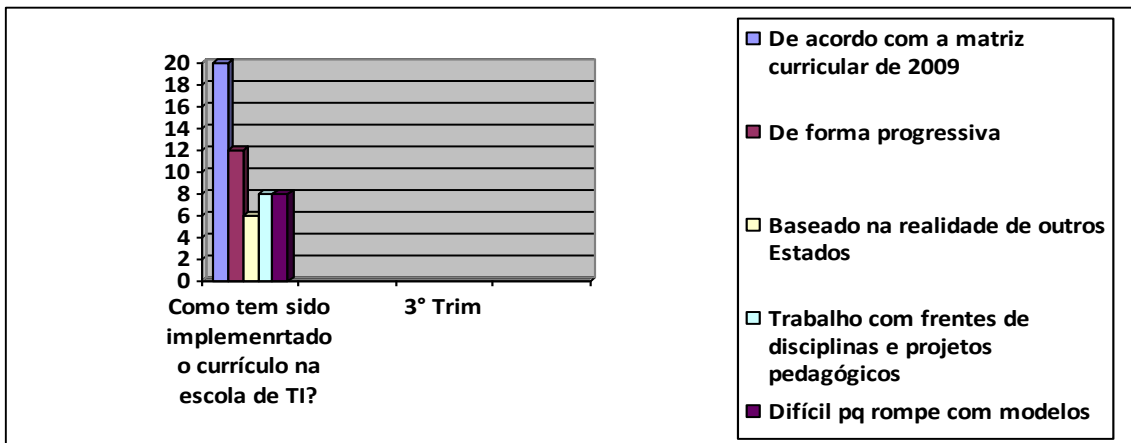 20
18
16
14
12
10
8
6
4
2
0
Como tem sido
implemenrtado
o currículo na
escola de TI?
3° Trim
De acordo com a matriz
curricular de 2009
De forma progressiva
Baseado na realidade de outros
Estados
Trabalho com frentes de
disciplinas e projetos
pedagógicos
Difícil pq rompe com modelos